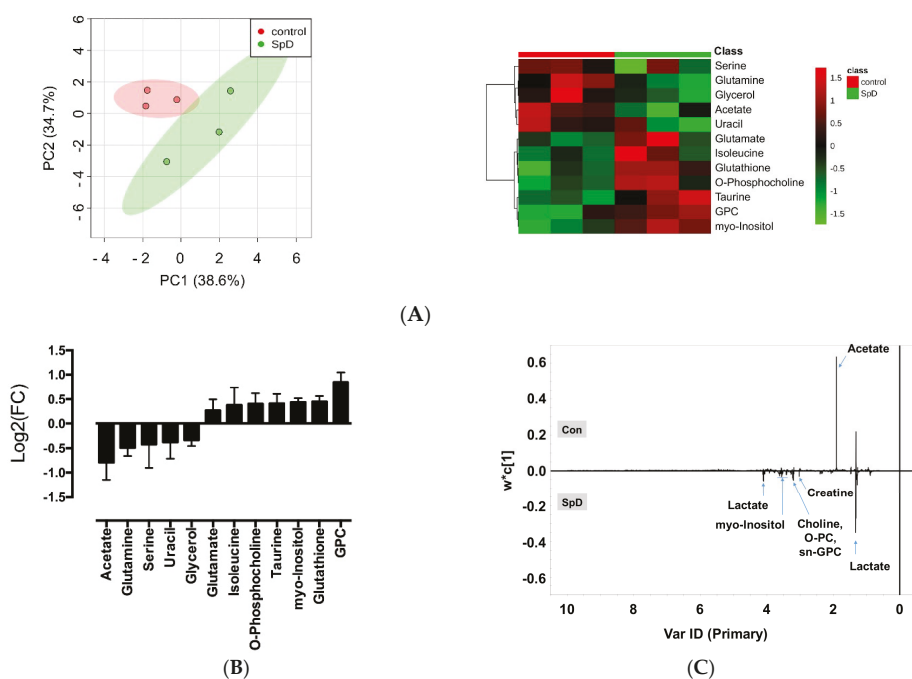 6
4
2
0
-2
-4
-6
PC2 (34.7%)
control
SpD
- 4
- 2
0
2
4
6
PC1 (38.6%)
Class
Serine
Glutamine
Glycerol
Acetate
Uracil
Glutamate
Isoleucine
Glutathione
O-Phosphocholine
Taurine
GPC
myo-Inositol
class
control
SpD
1.5
1
0.5
0
-0.5
-1
-1.5
(A)
1.5
1.0
0.5
0.0
-0.5
-1.0
-1.5
Log2(FC)
Acetate
Glutamine
Serine
Uracil
Glycerol
Glutamate
Isoleucine
O-Phosphocholine
Taurine
myo-Inositol
Glutathione
GPC
(B)
0.6
0.4
0.2
0.0
-0.2
-0.4
-0.6
w*c[1]
Con
SpD
Acetate
Lactate
myo-Inositol
Creatine
Choline,
O-PC,
sn-GPC
Lactate
10
8
6
4
2
0
Var ID (Primary)
(C)